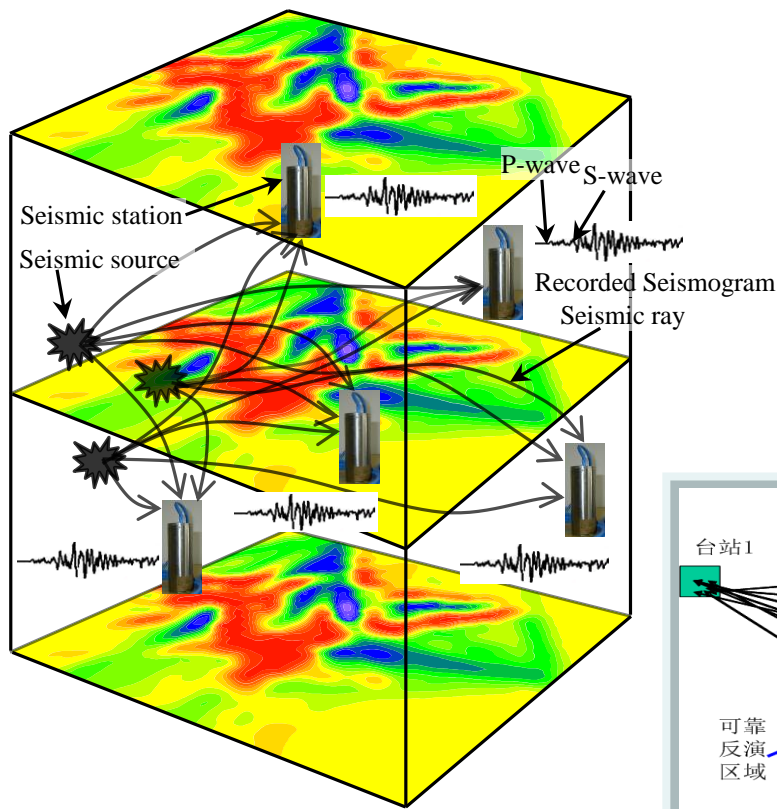 P-wave
S-wave
Seismic station
Seismic source
Recorded Seismogram
Seismic ray
台站1
可靠
反演
区域